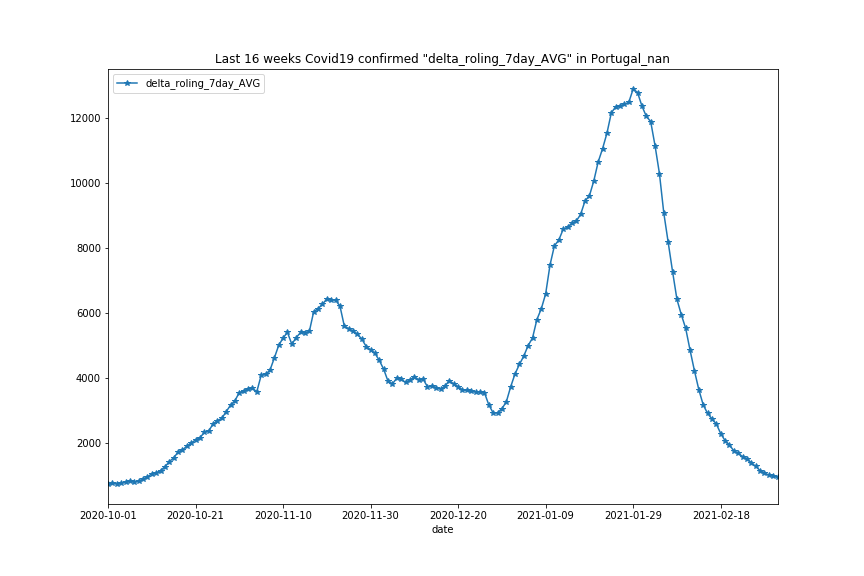 Last 16 weeks Covid19 confirmed "delta_roling_7day_AVG" in Portugal_nan
delta_roling_7day_AVG
12000
10000
8000
6000
4000
2000
2020-10-01 2020-10-21 2020-11-10 2020-11-30 2020-12-20 2021-01-09 2021-01-29 2021-02-18
date